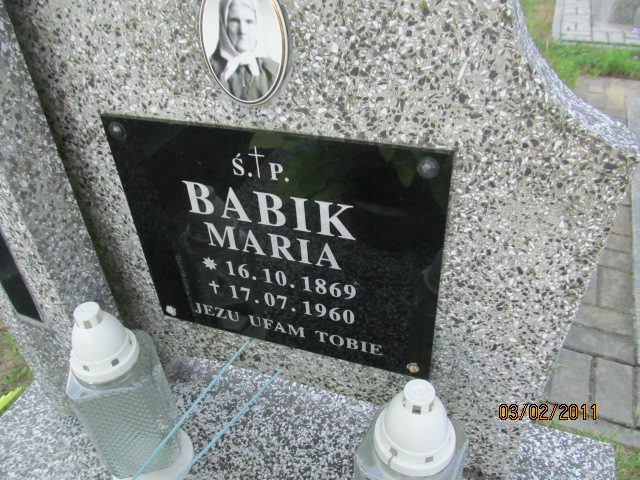 Ś.†P.
BABIK
MARIA
* 16.10.1869
† 17.07.1960
JEZU UFAM TOBIE
03/02/2011